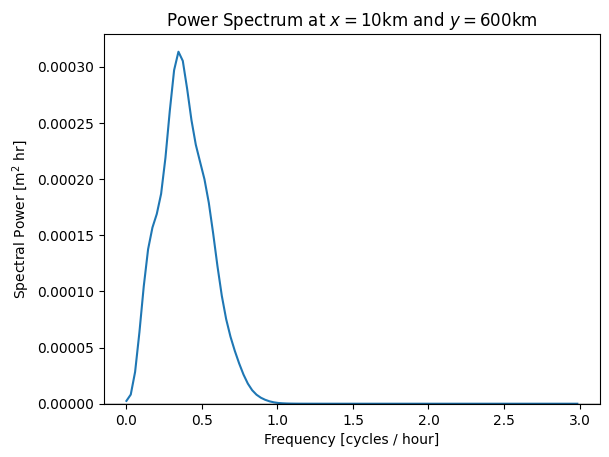 Power Spectrum at x = 10km and y = 600km
Spectral Power [m² hr]
0.00030
0.00025
0.00020
0.00015
0.00010
0.00005
0.00000
0.0 0.5 1.0 1.5 2.0 2.5 3.0
Frequency [cycles / hour]